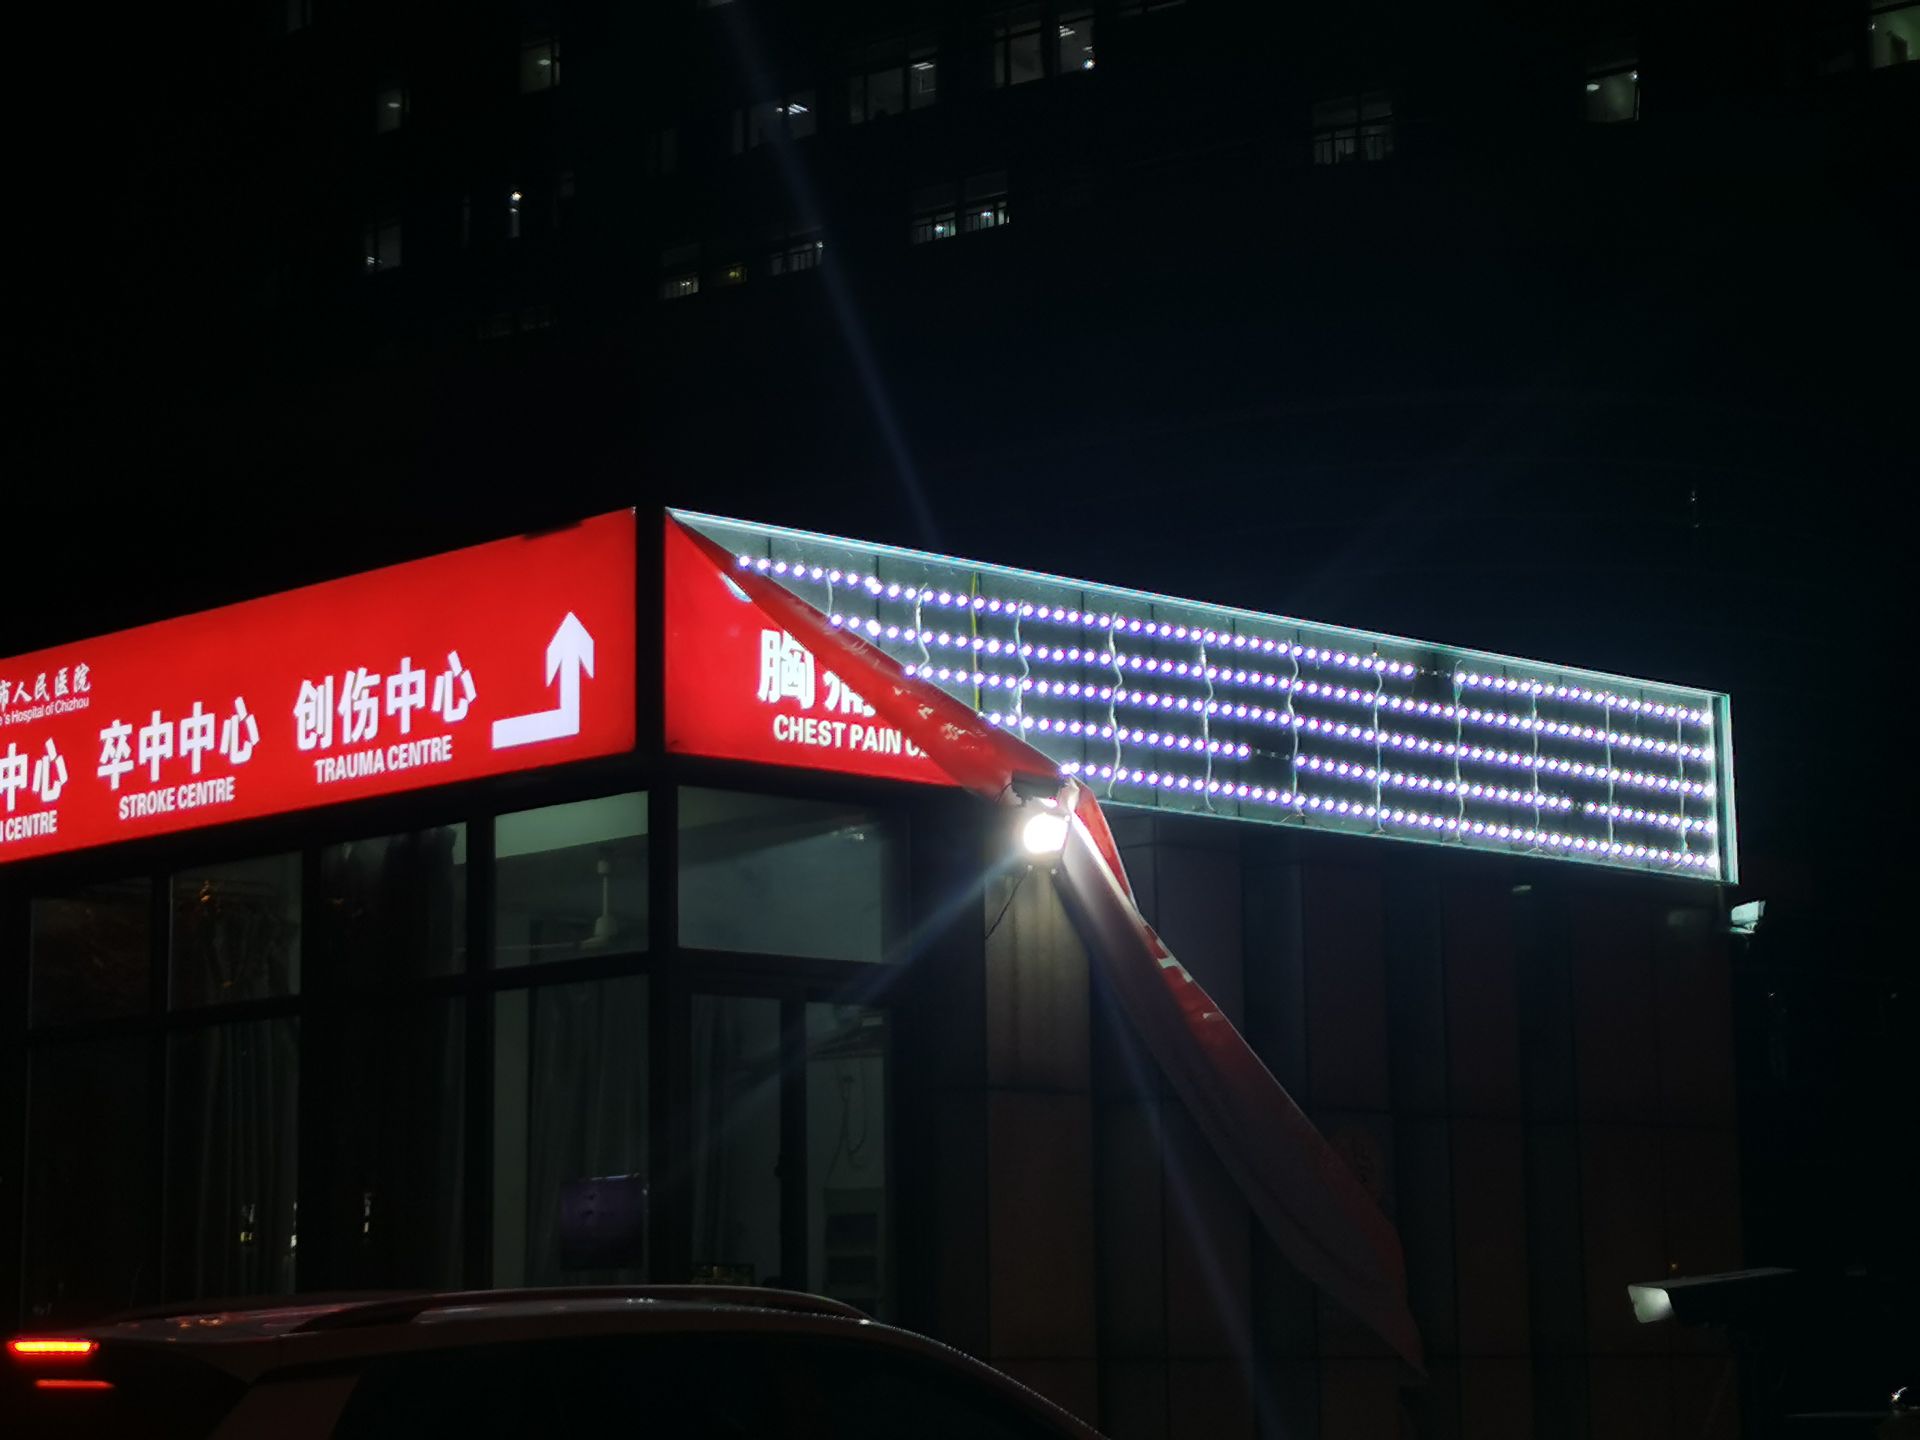 市人民医院
's Hospital of Chizhou
中心
CENTRE
卒中中心
STROKE CENTRE
创伤中心
TRAUMA CENTRE
胸
CHEST PAIN